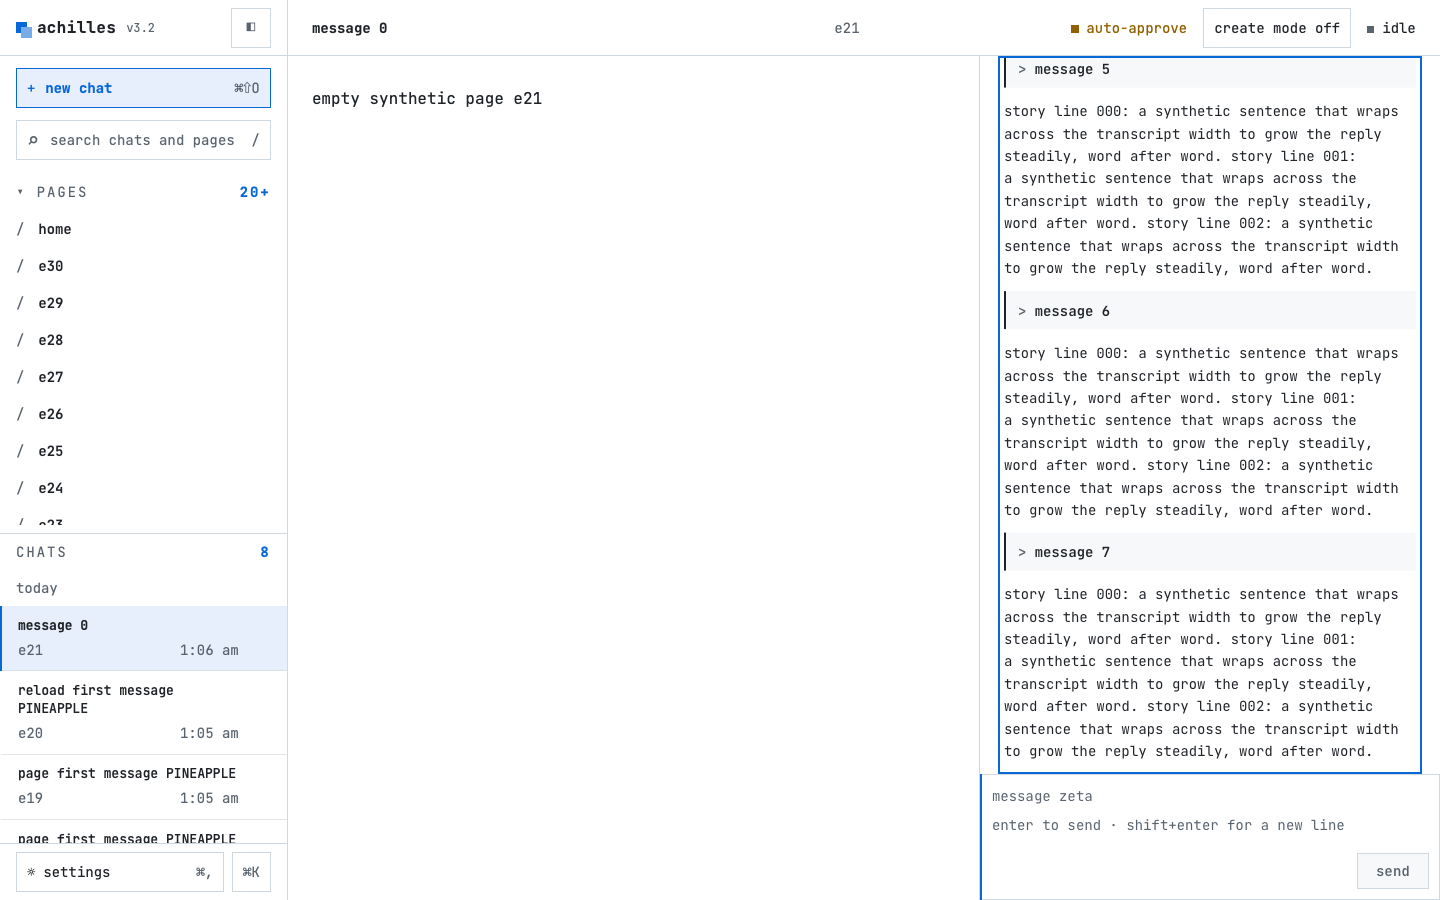 achilles v3.2
+ new chat ⌘⇧O
search chats and pages /
PAGES 20+
/ home
/ e30
/ e29
/ e28
/ e27
/ e26
/ e25
/ e24
/ e23
CHATS 8
today
message 0
e21 1:06 am
reload first message
PINEAPPLE
e20 1:05 am
page first message PINEAPPLE
e19 1:05 am
page first message PINEAPPLE
settings ⌘,
⌘K
message 0 e21
auto-approve
create mode off
idle
empty synthetic page e21
> message 5
story line 000: a synthetic sentence that wraps
across the transcript width to grow the reply
steadily, word after word. story line 001:
a synthetic sentence that wraps across the
transcript width to grow the reply steadily,
word after word. story line 002: a synthetic
sentence that wraps across the transcript width
to grow the reply steadily, word after word.
> message 6
story line 000: a synthetic sentence that wraps
across the transcript width to grow the reply
steadily, word after word. story line 001:
a synthetic sentence that wraps across the
transcript width to grow the reply steadily,
word after word. story line 002: a synthetic
sentence that wraps across the transcript width
to grow the reply steadily, word after word.
> message 7
story line 000: a synthetic sentence that wraps
across the transcript width to grow the reply
steadily, word after word. story line 001:
a synthetic sentence that wraps across the
transcript width to grow the reply steadily,
word after word. story line 002: a synthetic
sentence that wraps across the transcript width
to grow the reply steadily, word after word.
message zeta
enter to send · shift+enter for a new line
send